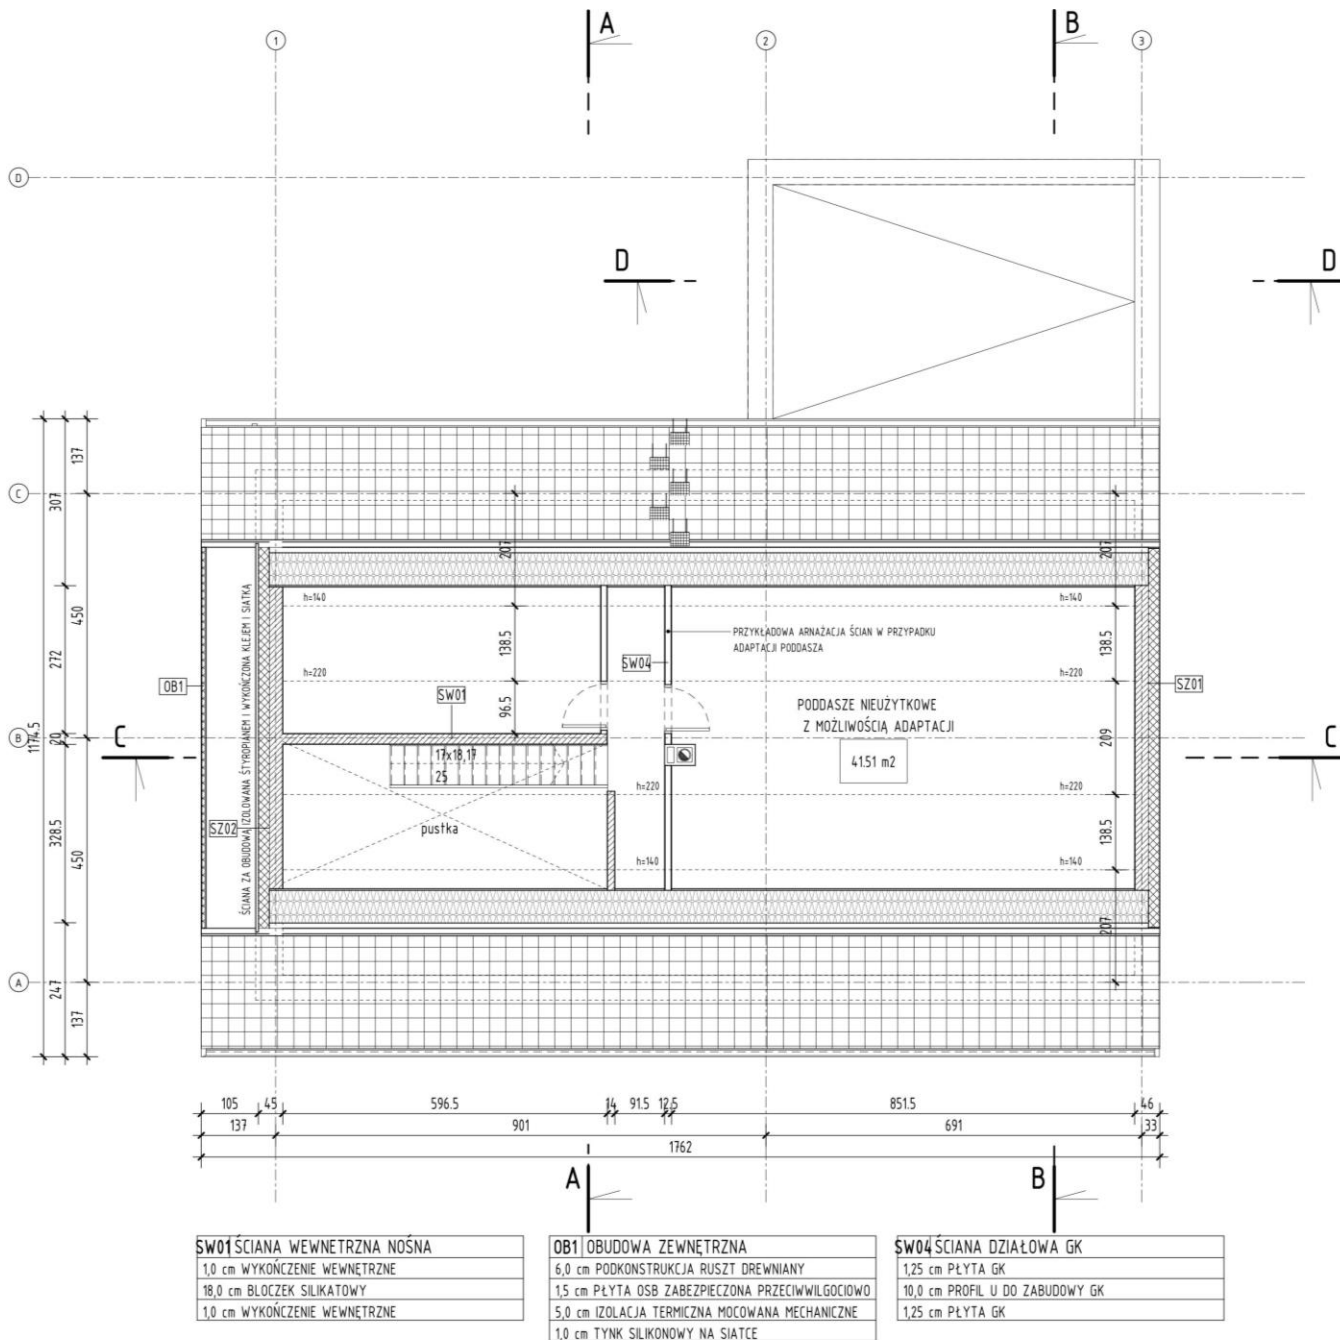 A
B
1
2
3
D
D
D
137
C
307
207
207
h=140
h=140
450
138.5
PRZYKŁADOWA ARNAŻACJA ŚCIAN W PRZYPADKU
ADAPTACJI PODDASZA
138.5
272
SW04
h=220
h=220
OB1
SZ01
SW01
96.5
PODDASZE NIEUŻYTKOWE
Z MOŻLIWOŚCIĄ ADAPTACJI
B
1174.5
20
209
C
C
17x18,17
25
41.51 m2
h=220
h=220
ŚCIANA ZA OBUDOWĄ IZOLOWANA STYROPIANEM I WYKOŃCZONA KLEJEM I SIATKĄ
SZ02
pustka
328.5
138.5
450
h=140
h=140
207
A
247
137
105
45
596.5
14
91.5
12.5
851.5
46
137
901
691
33
1762
A
B
SW01 ŚCIANA WEWNETRZNA NOŚNA
1,0 cm WYKOŃCZENIE WEWNĘTRZNE
18,0 cm BLOCZEK SILIKATOWY
1,0 cm WYKOŃCZENIE WEWNĘTRZNE
OB1 OBUDOWA ZEWNĘTRZNA
6,0 cm PODKONSTRUKCJA RUSZT DREWNIANY
1,5 cm PŁYTA OSB ZABEZPIECZONA PRZECIWWILGOCIOWO
5,0 cm IZOLACJA TERMICZNA MOCOWANA MECHANICZNE
1,0 cm TYNK SILIKONOWY NA SIATCE
SW04 ŚCIANA DZIAŁOWA GK
1,25 cm PŁYTA GK
10,0 cm PROFIL U DO ZABUDOWY GK
1,25 cm PŁYTA GK